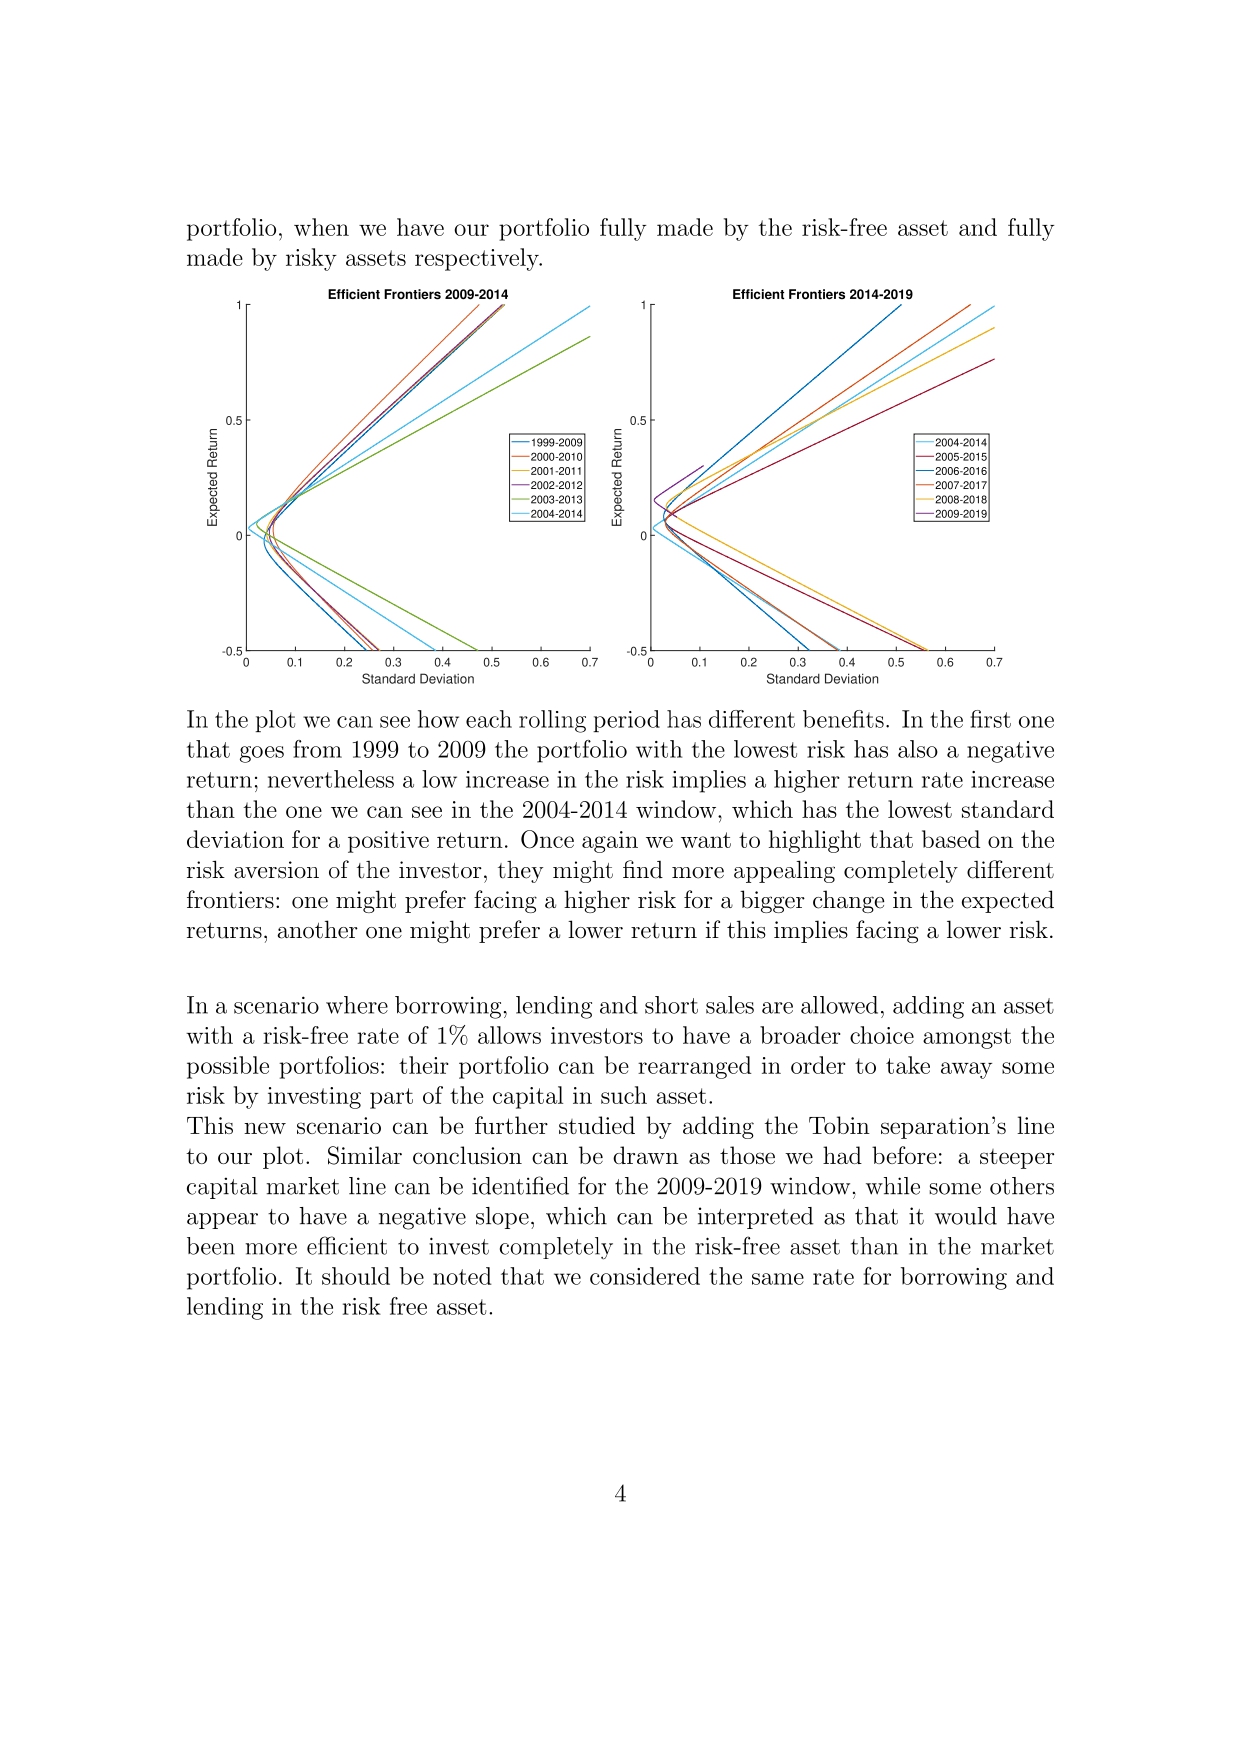 portfolio, when we have our portfolio fully made by the risk-free asset and fully
made by risky assets respectively.
Efficient Frontiers 2009-2014
1
0.5
0
-0.5
Expected Return
0 0.1 0.2 0.3 0.4 0.5 0.6 0.7
Standard Deviation
1999-2009
2000-2010
2001-2011
2002-2012
2003-2013
2004-2014
Efficient Frontiers 2014-2019
1
0.5
0
-0.5
Expected Return
0 0.1 0.2 0.3 0.4 0.5 0.6 0.7
Standard Deviation
2004-2014
2005-2015
2006-2016
2007-2017
2008-2018
2009-2019
In the plot we can see how each rolling period has different benefits. In the first one
that goes from 1999 to 2009 the portfolio with the lowest risk has also a negative
return; nevertheless a low increase in the risk implies a higher return rate increase
than the one we can see in the 2004-2014 window, which has the lowest standard
deviation for a positive return. Once again we want to highlight that based on the
risk aversion of the investor, they might find more appealing completely different
frontiers: one might prefer facing a higher risk for a bigger change in the expected
returns, another one might prefer a lower return if this implies facing a lower risk.
In a scenario where borrowing, lending and short sales are allowed, adding an asset
with a risk-free rate of 1% allows investors to have a broader choice amongst the
possible portfolios: their portfolio can be rearranged in order to take away some
risk by investing part of the capital in such asset.
This new scenario can be further studied by adding the Tobin separation's line
to our plot. Similar conclusion can be drawn as those we had before: a steeper
capital market line can be identified for the 2009-2019 window, while some others
appear to have a negative slope, which can be interpreted as that it would have
been more efficient to invest completely in the risk-free asset than in the market
portfolio. It should be noted that we considered the same rate for borrowing and
lending in the risk free asset.
4